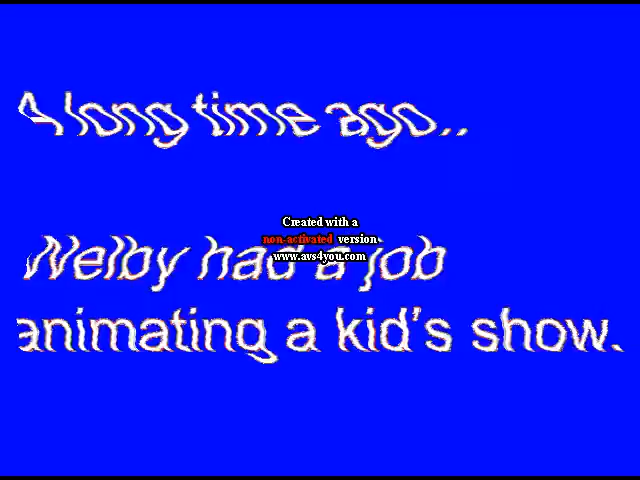 A long time ago..
Created with a
non-activated version
www.avs4you.com
Welby had a job
animating a kid's show.